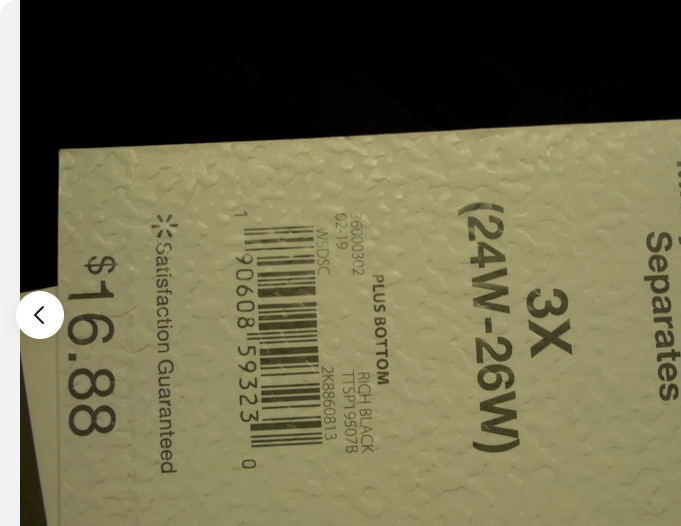 Separates
3X
(24W-26W)
PLUS BOTTOM
36000302
02-19
RICH BLACK
TTSP19507B
WSDSC
2K8860813
1 90608 59323 0
Satisfaction Guaranteed
$16.88